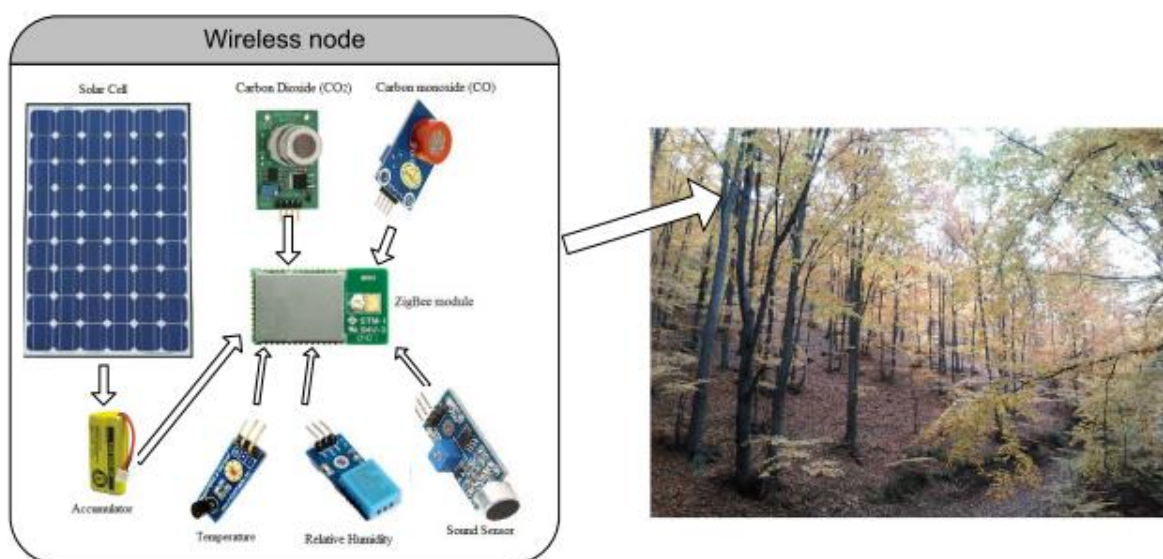 Wireless node
Solar Cell
Carbon Dioxide (CO2)
Carbon monoxide (CO)
ZigBee module
Accumulator
Temperature
Relative Humidity
Sound Sensor